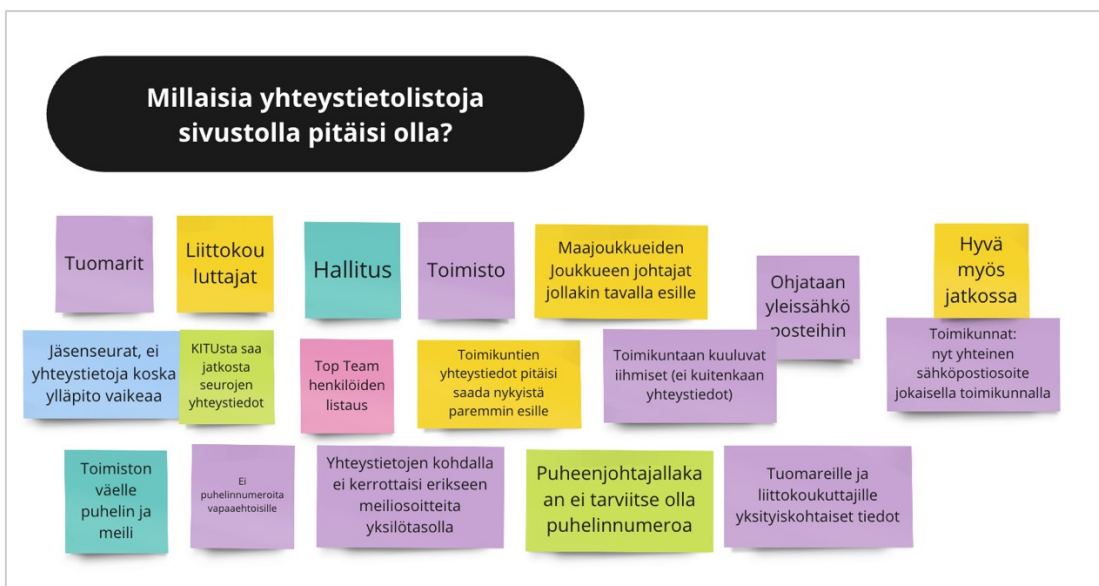 Millaisia yhteystietolistoja
sivustolla pitäisi olla?
Tuomarit
Liittokou
luttajat
Hallitus
Toimisto
Maajoukkueiden
Joukkueen johtajat
jollakin tavalla esille
Ohjataan
yleissähkö
posteihin
Hyvä
myös
jatkossa
Jäsenseurat, ei
yhteystietoja koska
ylläpito vaikeaa
KITUsta saa
jatkosta
seurojen
yhteystiedot
Top Team
henkilöiden
listaus
Toimikuntien
yhteystiedot pitäisi
saada nykyistä
paremmin esille
Toimikuntaan kuuluvat
iihmiset (ei kuitenkaan
yhteystiedot)
Toimikunnat:
nyt yhteinen
sähköpostiosoite
jokaisella toimikunnalla
Toimiston
väelle
puhelin ja
meili
Ei
puhelinnumeroita
vapaaehtoisille
Yhteystietojen kohdalla
ei kerrottaisi erikseen
meiliosoitteita
yksilötasolla
Puheenjohtajallaka
an ei tarviitse olla
puhelinnumeroa
Tuomareille ja
liittokoukuttajille
yksityiskohtaiset tiedot